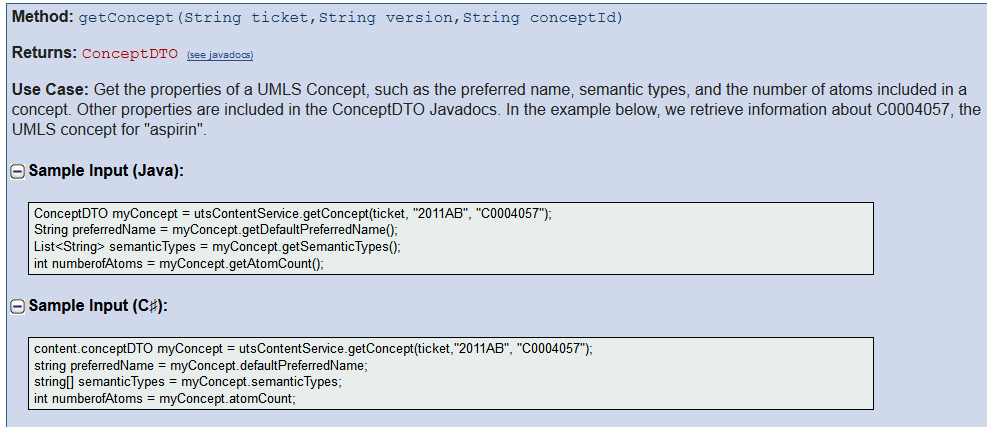 Method: getConcept(String ticket,String version,String conceptId)
Returns: ConceptDTO (see javadocs)
Use Case: Get the properties of a UMLS Concept, such as the preferred name, semantic types, and the number of atoms included in a
concept. Other properties are included in the ConceptDTO Javadocs. In the example below, we retrieve information about C0004057, the
UMLS concept for "aspirin".
Sample Input (Java):
ConceptDTO myConcept = utsContentService.getConcept(ticket, "2011AB", "C0004057");
String preferredName = myConcept.getDefaultPreferredName();
List<String> semanticTypes = myConcept.getSemanticTypes();
int numberofAtoms = myConcept.getAtomCount();
Sample Input (C♯):
content.conceptDTO myConcept = utsContentService.getConcept(ticket,"2011AB", "C0004057");
string preferredName = myConcept.defaultPreferredName;
string[] semanticTypes = myConcept.semanticTypes;
int numberofAtoms = myConcept.atomCount;